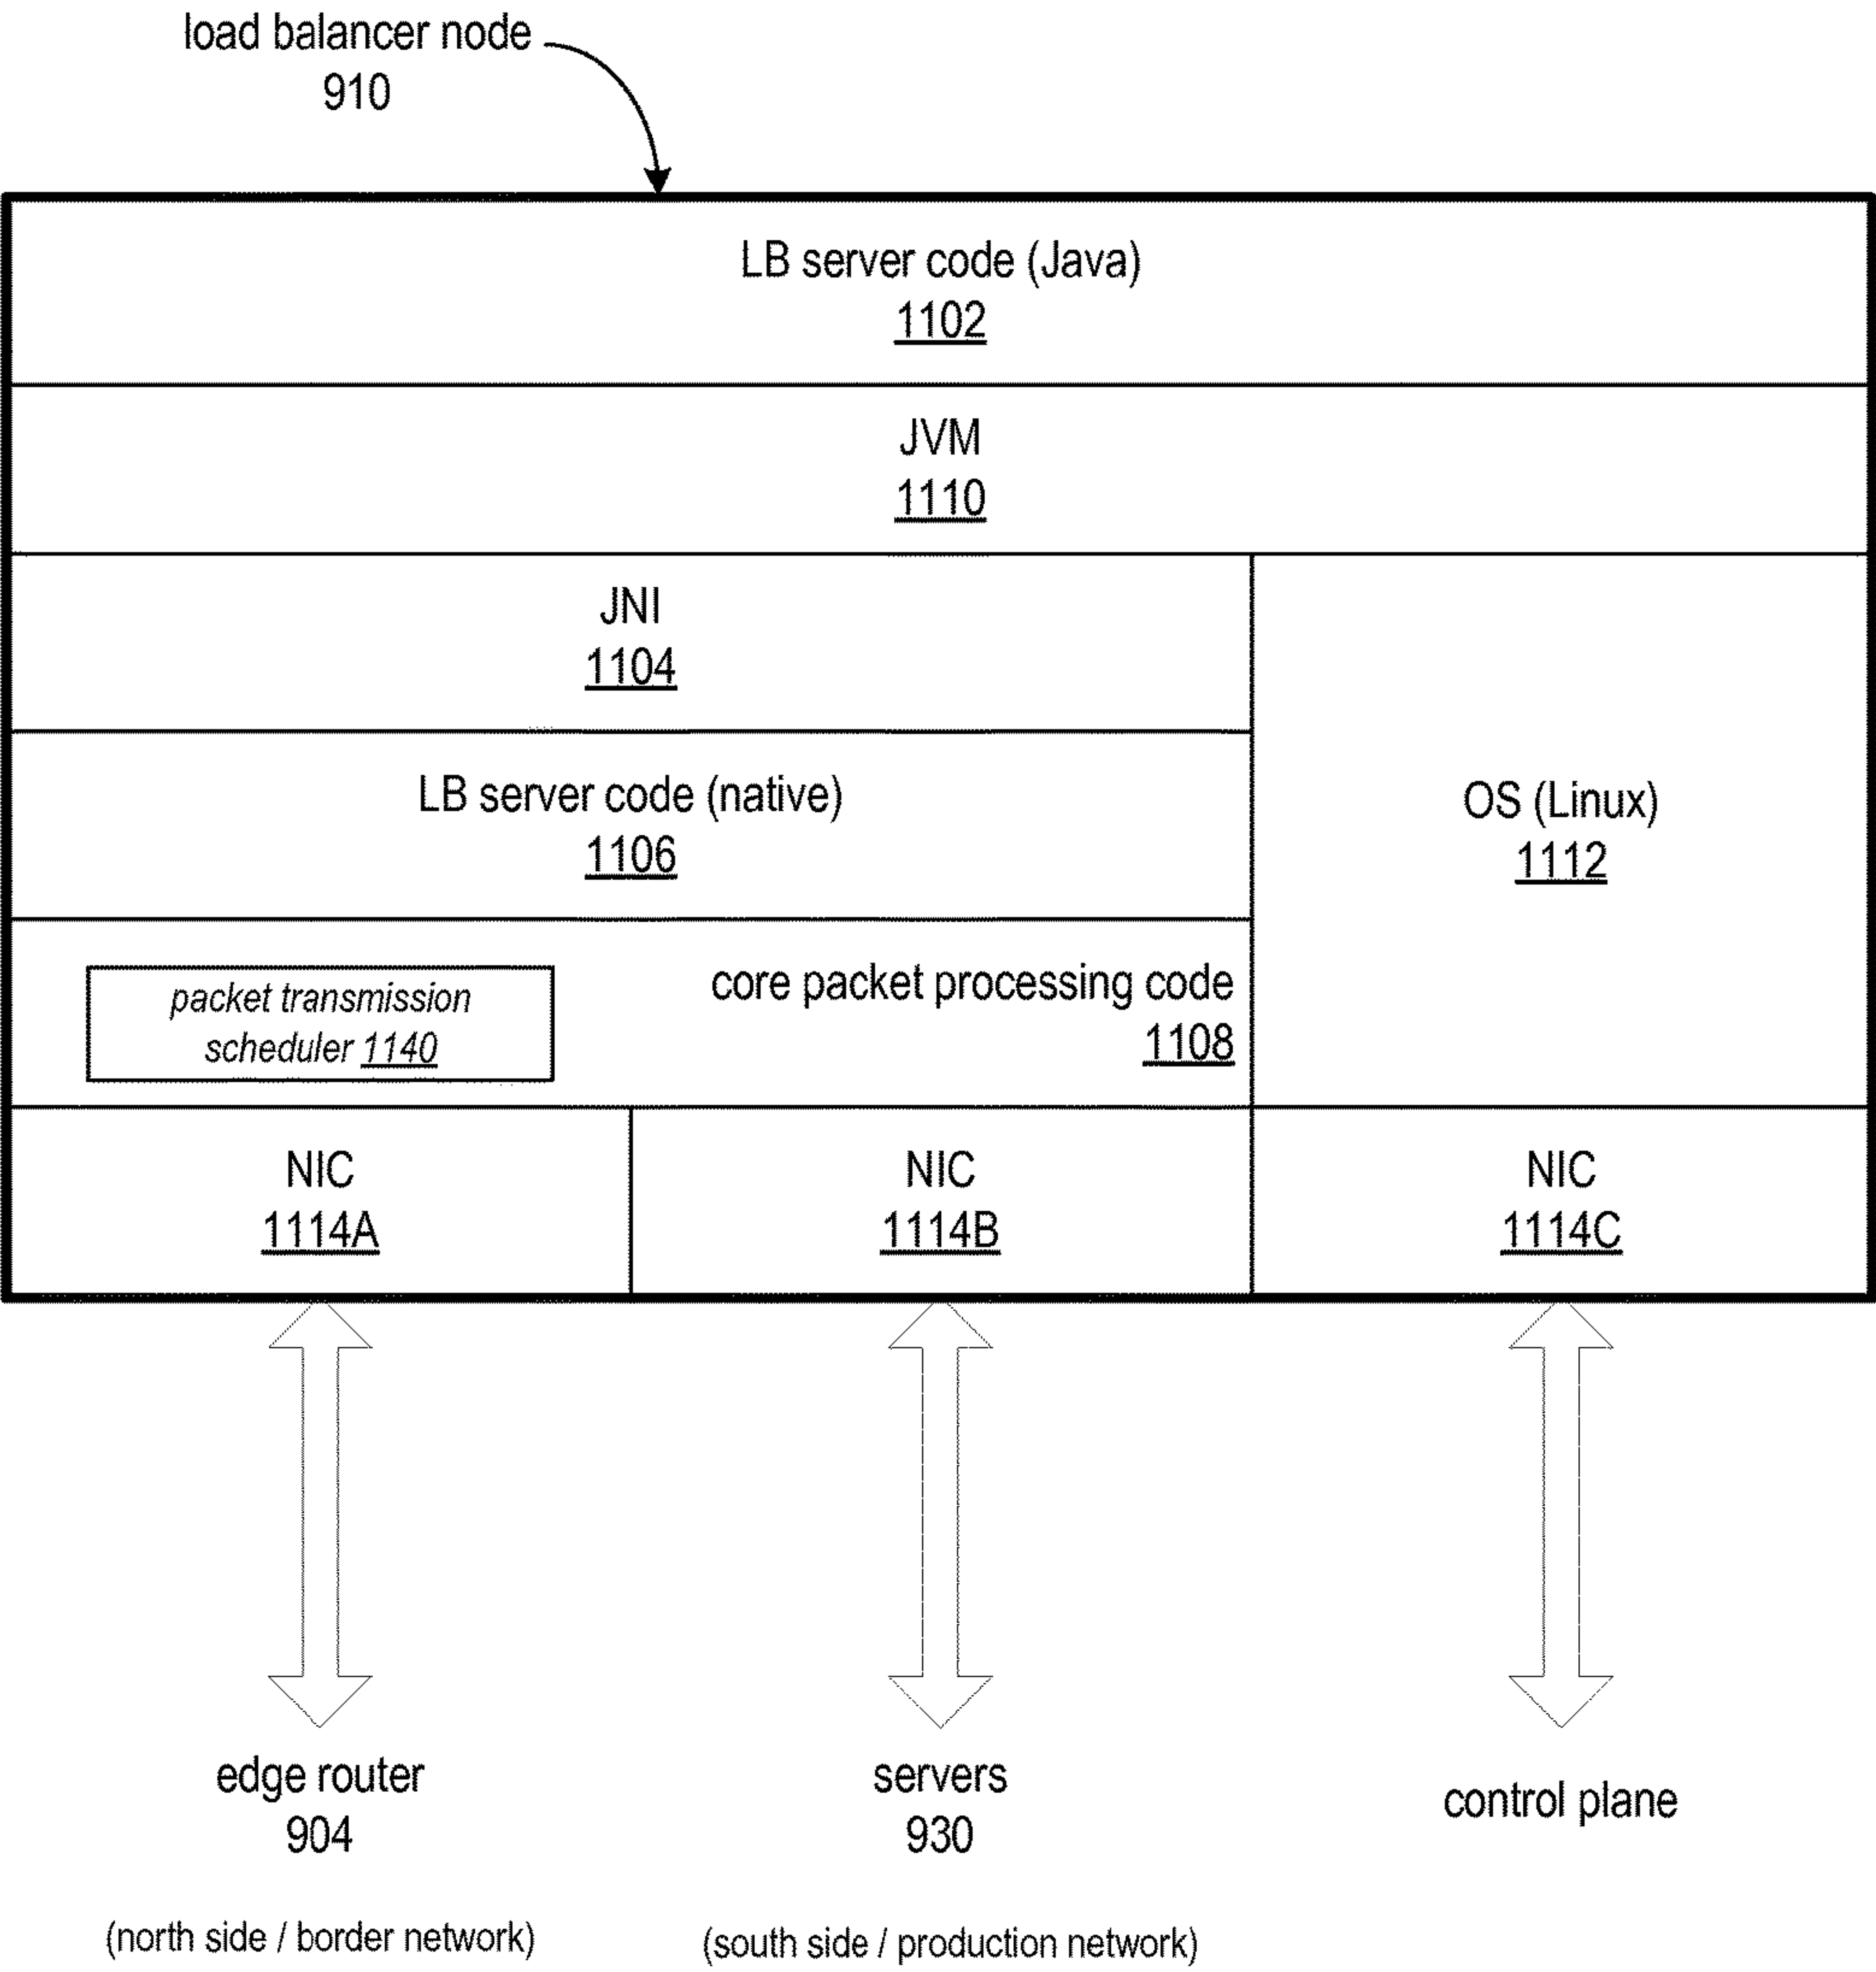 load balancer node
910
LB server code (Java)
1102
JVM
1110
JNI
1104
LB server code (native)
1106
OS (Linux)
1112
core packet processing code
1108
packet transmission
scheduler 1140
NIC
1114A
NIC
1114B
NIC
1114C
edge router
904
servers
930
control plane
(north side / border network)
(south side / production network)